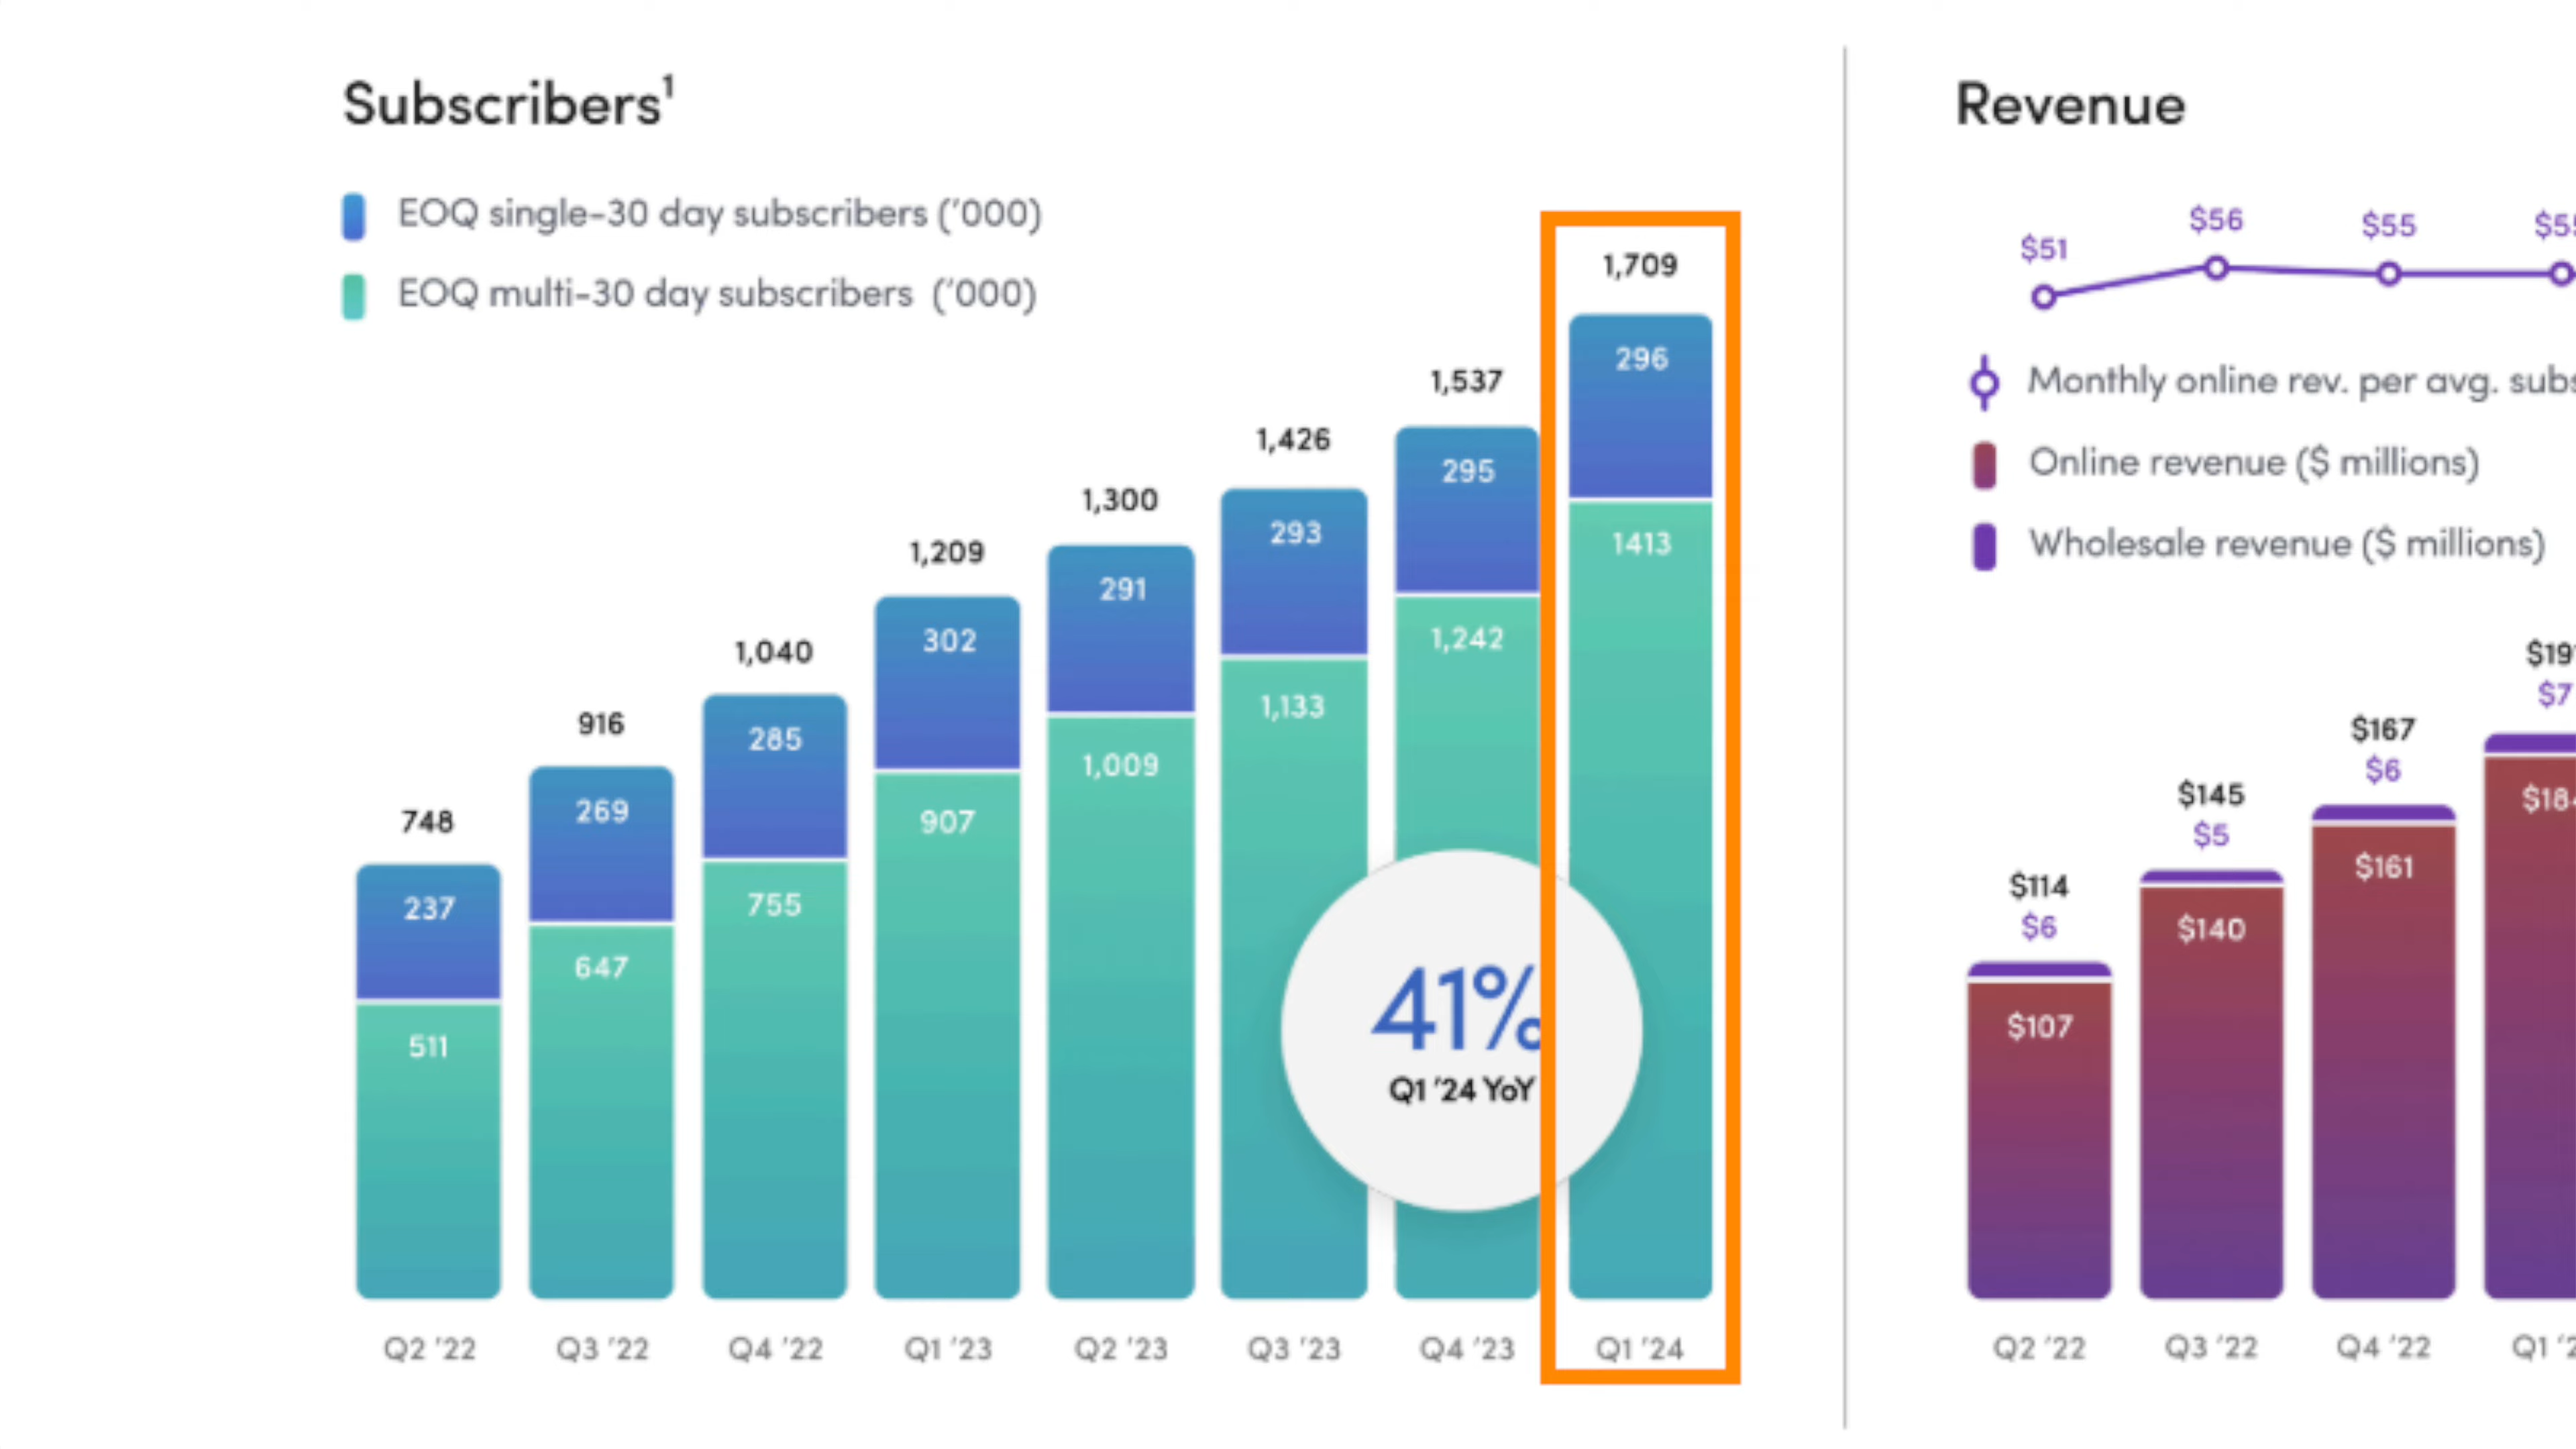 Subscribers¹
EOQ single-30 day subscribers ('000)
EOQ multi-30 day subscribers ('000)
748
237
511
Q2 '22
916
269
647
Q3 '22
1,040
285
755
Q4 '22
1,209
302
907
Q1 '23
1,300
291
1,009
Q2 '23
1,426
293
1,133
Q3 '23
1,537
295
1,242
Q4 '23
1,709
296
1413
Q1 '24
41%
Q1 '24 YoY
Revenue
$51
$56
$55
Monthly online rev. per avg.
Online revenue ($ millions)
Wholesale revenue ($ millions)
$114
$6
$107
Q2 '22
$145
$5
$140
Q3 '22
$167
$6
$161
Q4 '22
$7
Q1